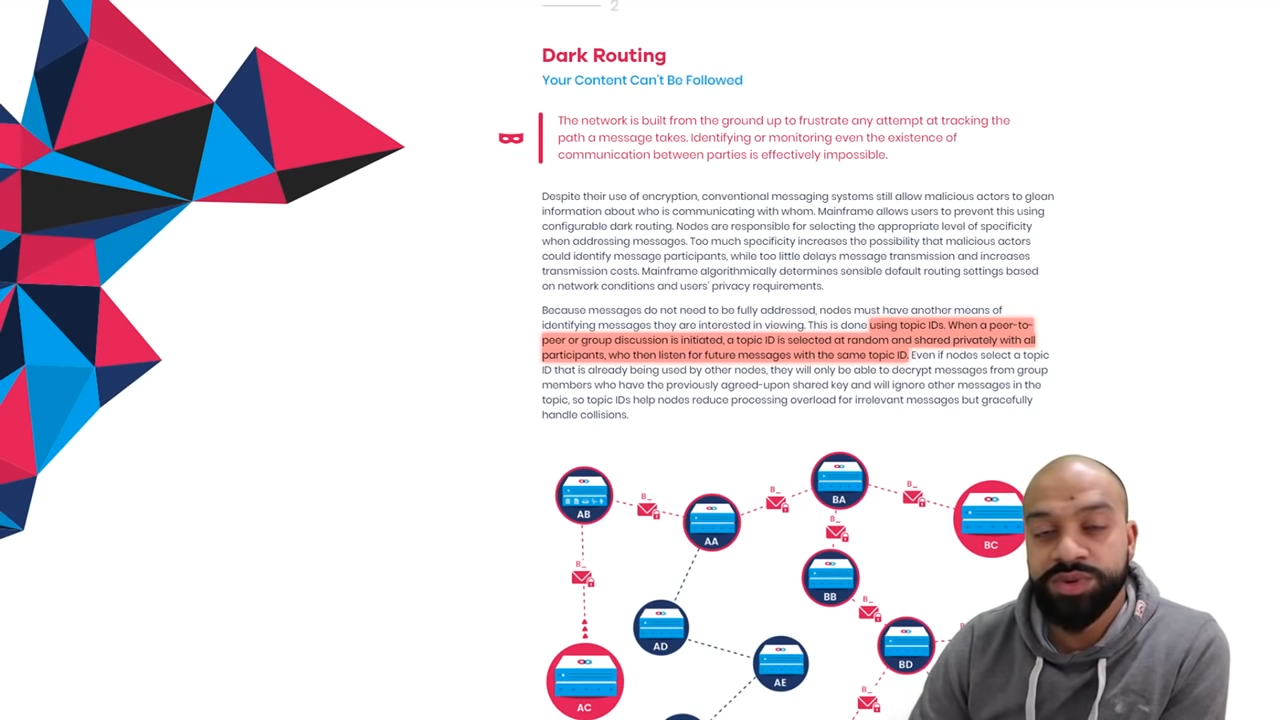 2
Dark Routing
Your Content Can't Be Followed
The network is built from the ground up to frustrate any attempt at tracking the
path a message takes. Identifying or monitoring even the existence of
communication between parties is effectively impossible.
Despite their use of encryption, conventional messaging systems still allow malicious actors to glean
information about who is communicating with whom. Mainframe allows users to prevent this using
configurable dark routing. Nodes are responsible for selecting the appropriate level of specificity
when addressing messages. Too much specificity increases the possibility that malicious actors
could identify message participants, while too little delays message transmission and increases
transmission costs. Mainframe algorithmically determines sensible default routing settings based
on network conditions and users' privacy requirements.
Because messages do not need to be fully addressed, nodes must have another means of
identifying messages they are interested in viewing. This is done using topic IDs. When a peer-to-
peer or group discussion is initiated, a topic ID is selected at random and shared privately with all
participants, who then listen for future messages with the same topic ID. Even if nodes select a topic
ID that is already being used by other nodes, they will only be able to decrypt messages from group
members who have the previously agreed-upon shared key and will ignore other messages in the
topic, so topic IDs help nodes reduce processing overload for irrelevant messages but gracefully
handle collisions.
B_
B_
B_
AB
BA
AA
BC
B_
B_
BB
B_
AD
BD
AE
B_
AC